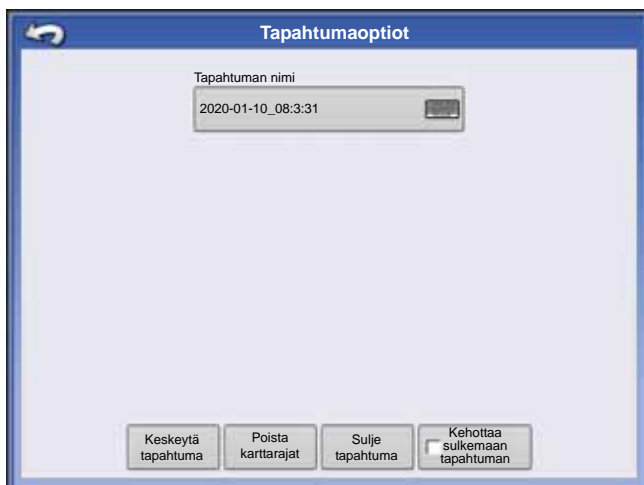 Tapahtumaoptiot
Tapahtuman nimi
2020-01-10_08:3:31
Keskeytä
tapahtuma
Poista
karttarajat
Sulje
tapahtuma
Kehottaa
sulkemaan
tapahtuman